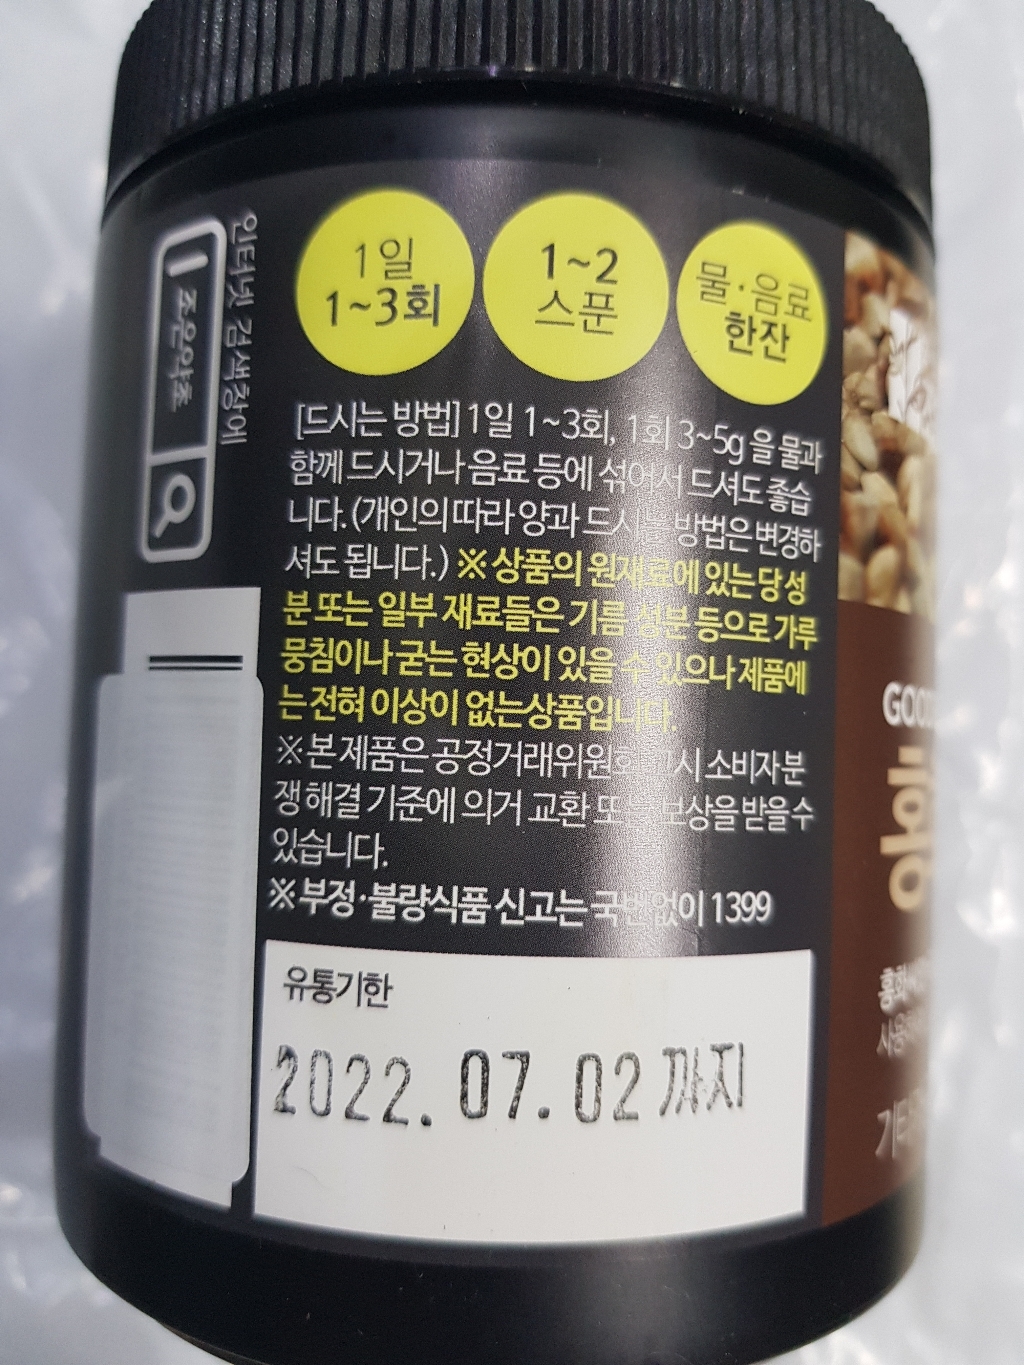 인터넷 검색창에
조은약초
1일
1~3회
1~2
스푼
물·음료
한잔
[드시는 방법] 1일 1~3회, 1회 3~5g 을 물과
함께 드시거나 음료 등에 섞어서 드셔도 좋습
니다. (개인의 따라 양과 드시는 방법은 변경하
셔도 됩니다.) ※ 상품의 원재료에 있는 당 성
분 또는 일부 재료들은 기름 성분 등으로 가루
뭉침이나 굳는 현상이 있을 수 있으나 제품에
는 전혀 이상이 없는 상품입니다.
※ 본 제품은 공정거래위원회 고시 소비자 분
쟁 해결 기준에 의거 교환 또는 보상을 받을 수
있습니다.
※ 부정·불량식품 신고는 국번없이 1399
유통기한
2022. 07. 02 까지
GOOD
홍